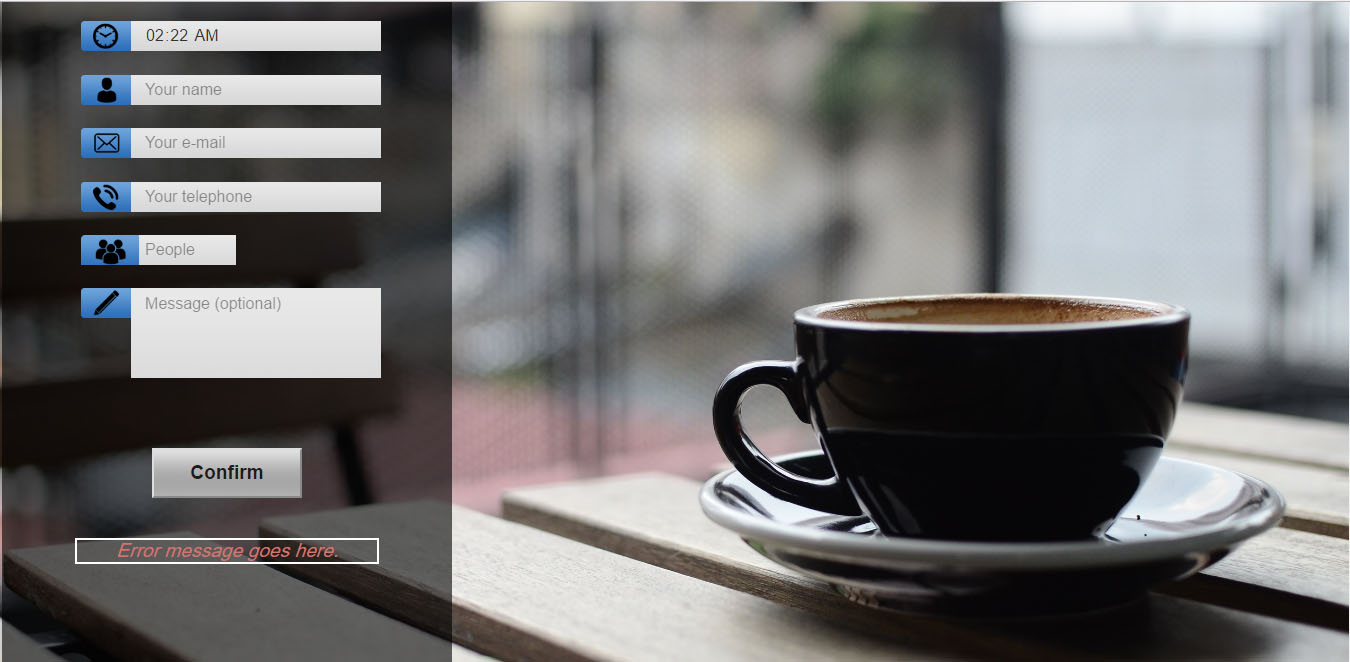 02:22 AM
Your name
Your e-mail
Your telephone
People
Message (optional)
Confirm
Error message goes here.